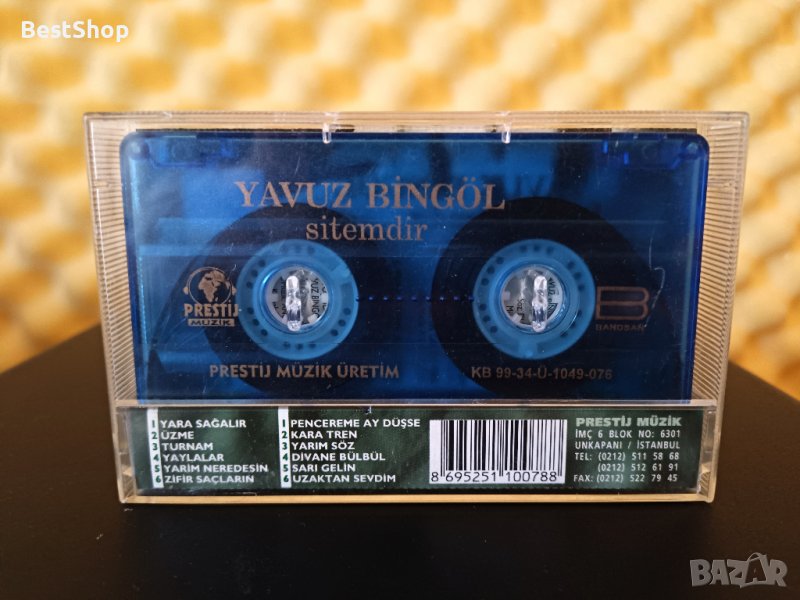 BestShop
YAVUZ BİNGÖL
sitemdir
PRESTİJ
MÜZİK
B
BANDSAN
PRESTIJ MÜZİK ÜRETİM
KB 99-34-Ü-1049-076
1 YARA SAĞALIR
2 ÜZME
3 TURNAM
4 YAYLALAR
5 YARIM NEREDESİN
6 ZİFİR SAÇLARIN
1 PENCEREME AY DÜŞSE
2 KARA TREN
3 YARIM SÖZ
4 DİVANE BÜLBÜL
5 SARI GELİN
6 UZAKTAN SEVDİM
8 695251 100788
PRESTİJ MÜZİK
İMÇ 6 BLOK NO: 6301
UNKAPANI / İSTANBUL
TEL: (0212) 511 58 68
(0212) 512 61 91
FAX: (0212) 522 79 45
BAZAR